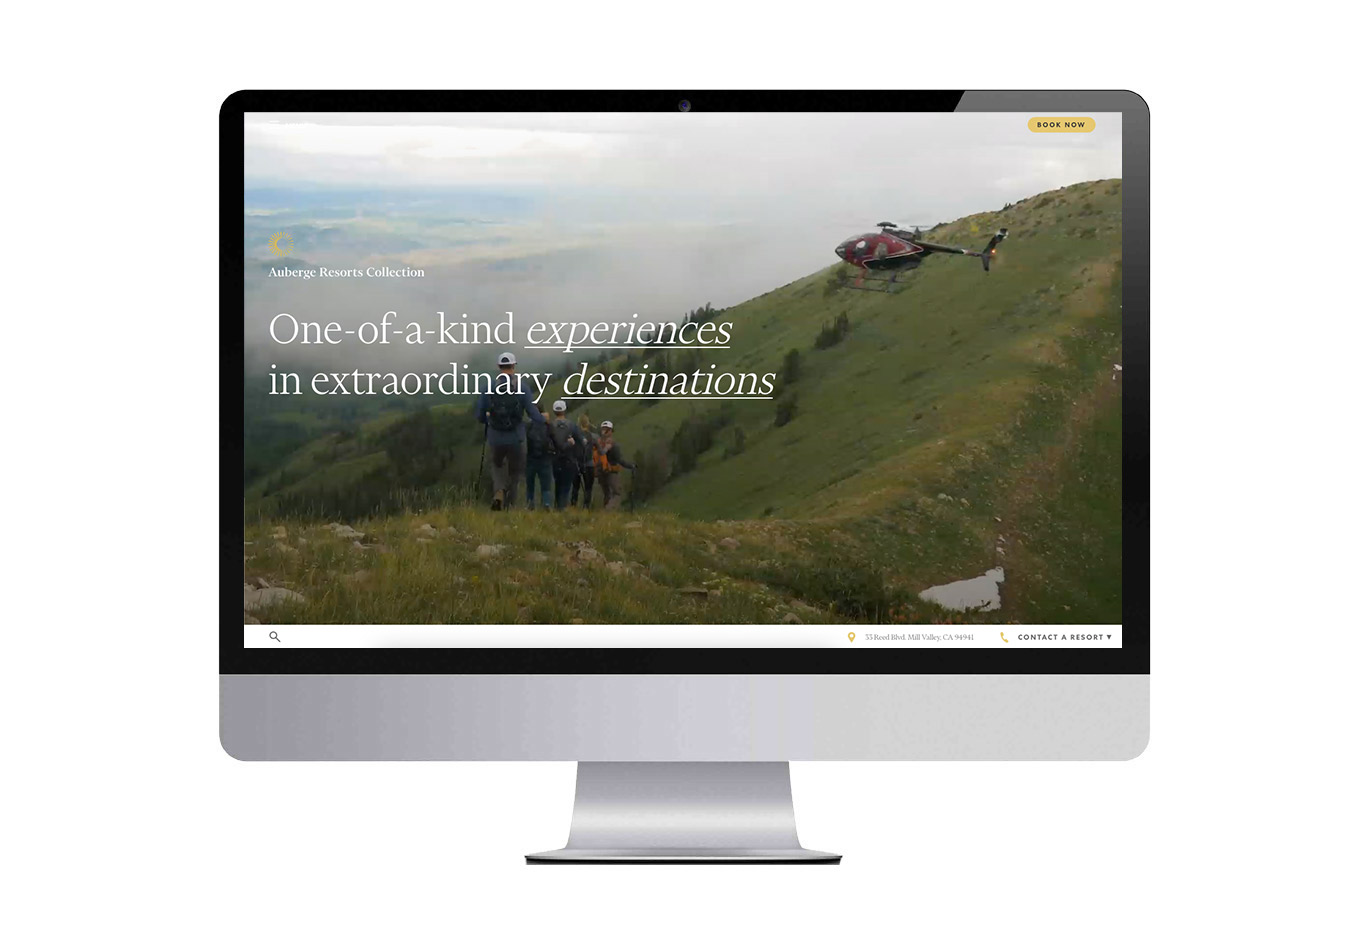 BOOK NOW
Auberge Resorts Collection
One-of-a-kind experiences
in extraordinary destinations
33 Reed Blvd. Mill Valley, CA 94941
CONTACT A RESORT ▼